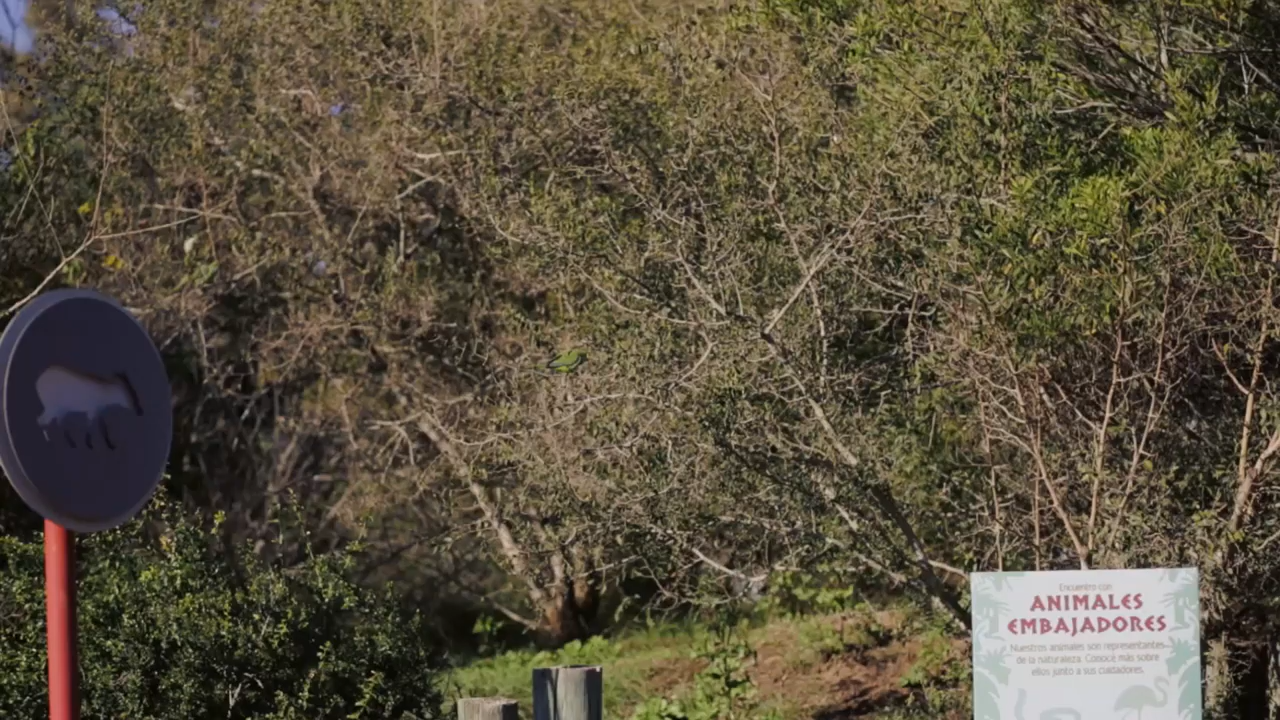 Encuentro con
ANIMALES
EMBAJADORES
Nuestros animales son representantes
de la naturaleza. Conocé más sobre
ellos junto a sus cuidadores.